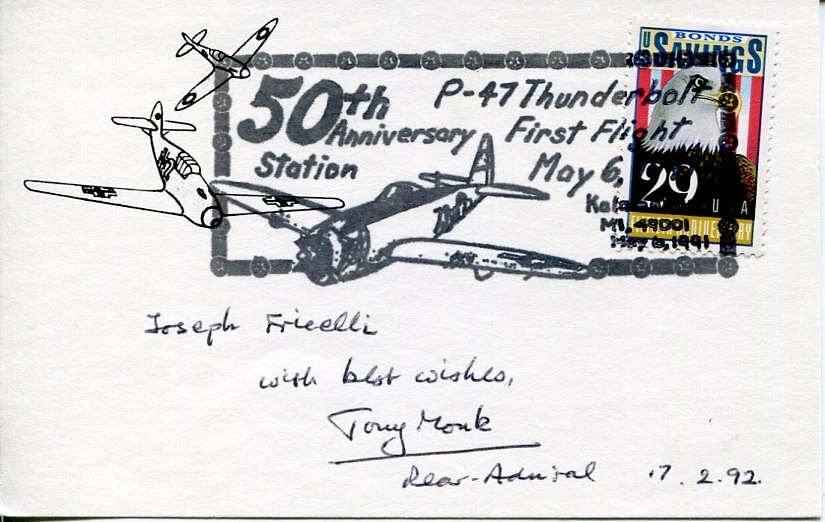 U S BONDS
SAVINGS
50th P-47 Thunderbolt
Anniversary First Flight
Station May 6,
29 USA
MI, 49001
May 6, 1991
Joseph Fricelli
with best wishes,
Tony Monk
Rear-Admiral 17.2.92.